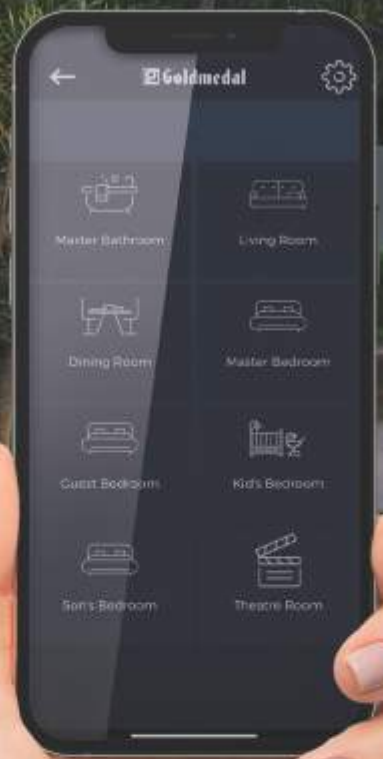 Goldmedal
Master Bathroom
Living Room
Dining Room
Master Bedroom
Guest Bedroom
Kid's Bedroom
Son's Bedroom
Theatre Room